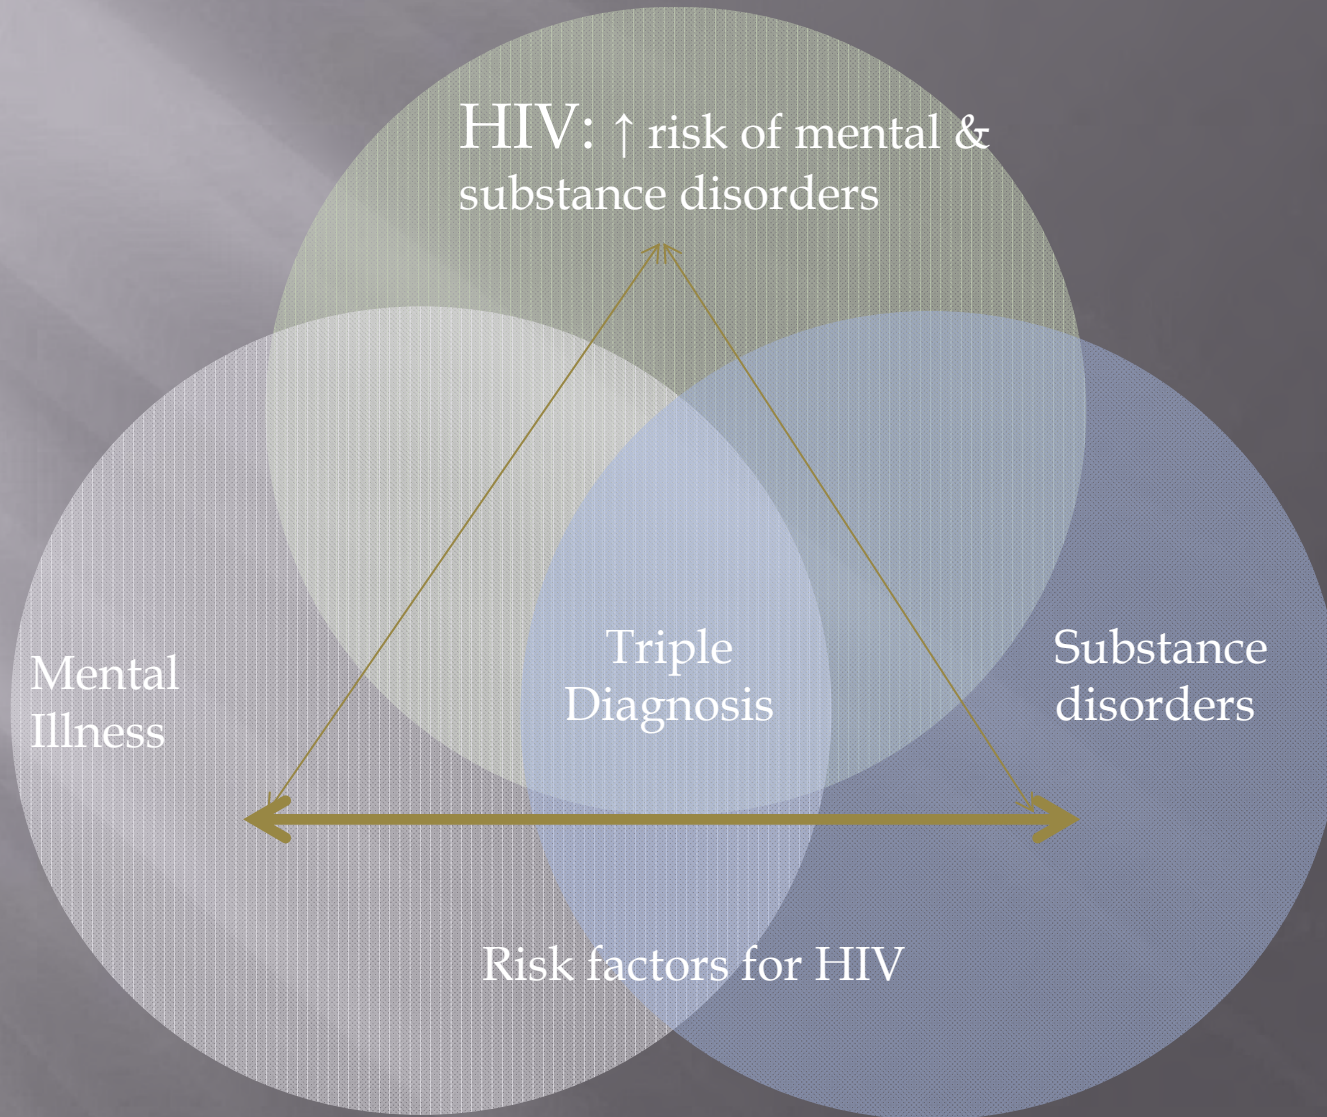 HIV: ↑ risk of mental &
substance disorders
Mental
Illness
Triple
Diagnosis
Substance
disorders
Risk factors for HIV